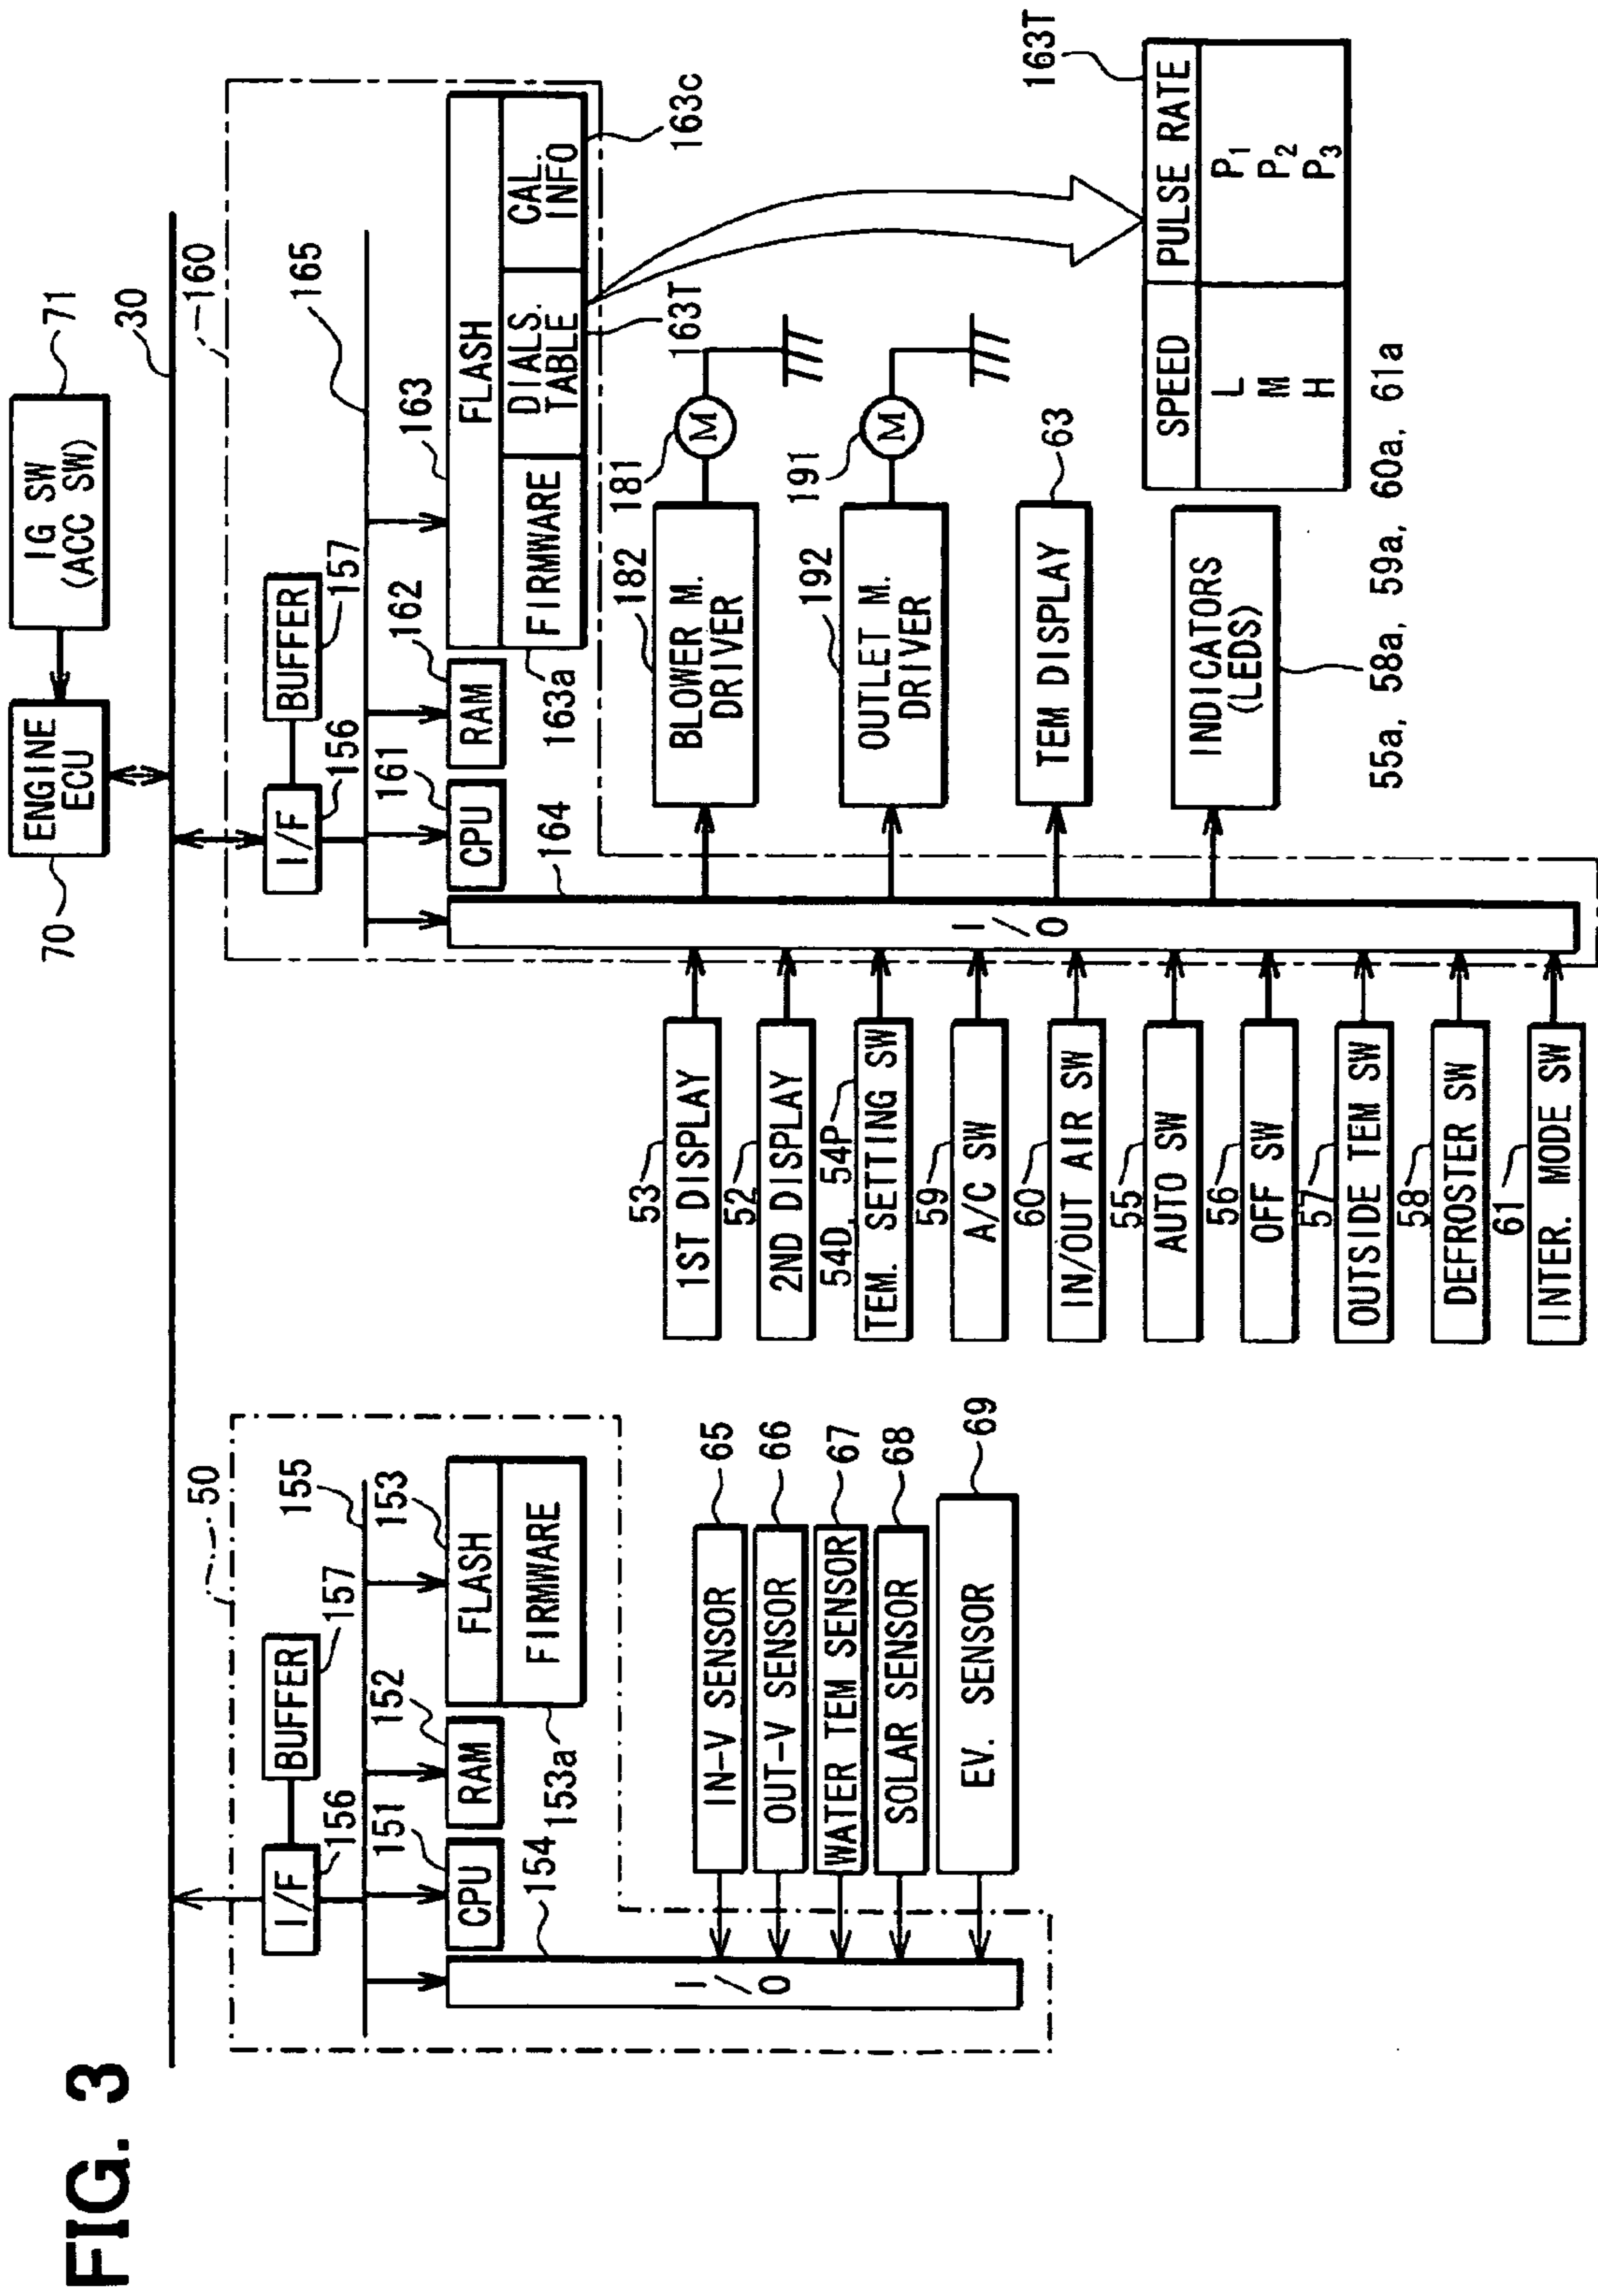 FIG. 3
70
ENGINE
ECU
IG SW
(ACC SW)
71
30
50
I/F
156
BUFFER
157
155
151
CPU
152
RAM
153
FLASH
FIRMWARE
153a
154
I/O
IN-V SENSOR
65
OUT-V SENSOR
66
WATER TEM SENSOR
67
SOLAR SENSOR
68
EV. SENSOR
69
160
I/F
156
BUFFER
157
165
161
CPU
162
RAM
163
FLASH
163a
FIRMWARE
DIALS.
TABLE
163T
CAL.
INFO
163c
164
I/O
53
1ST DISPLAY
52
2ND DISPLAY
54D, 54P
TEM. SETTING SW
59
A/C SW
60
IN/OUT AIR SW
55
AUTO SW
56
OFF SW
57
OUTSIDE TEM SW
58
DEFROSTER SW
61
INTER. MODE SW
182
BLOWER M.
DRIVER
181
M
192
OUTLET M.
DRIVER
191
M
TEM DISPLAY
63
INDICATORS
(LEDS)
55a, 58a, 59a, 60a, 61a
163T
SPEED PULSE RATE
L P1
M P2
H P3